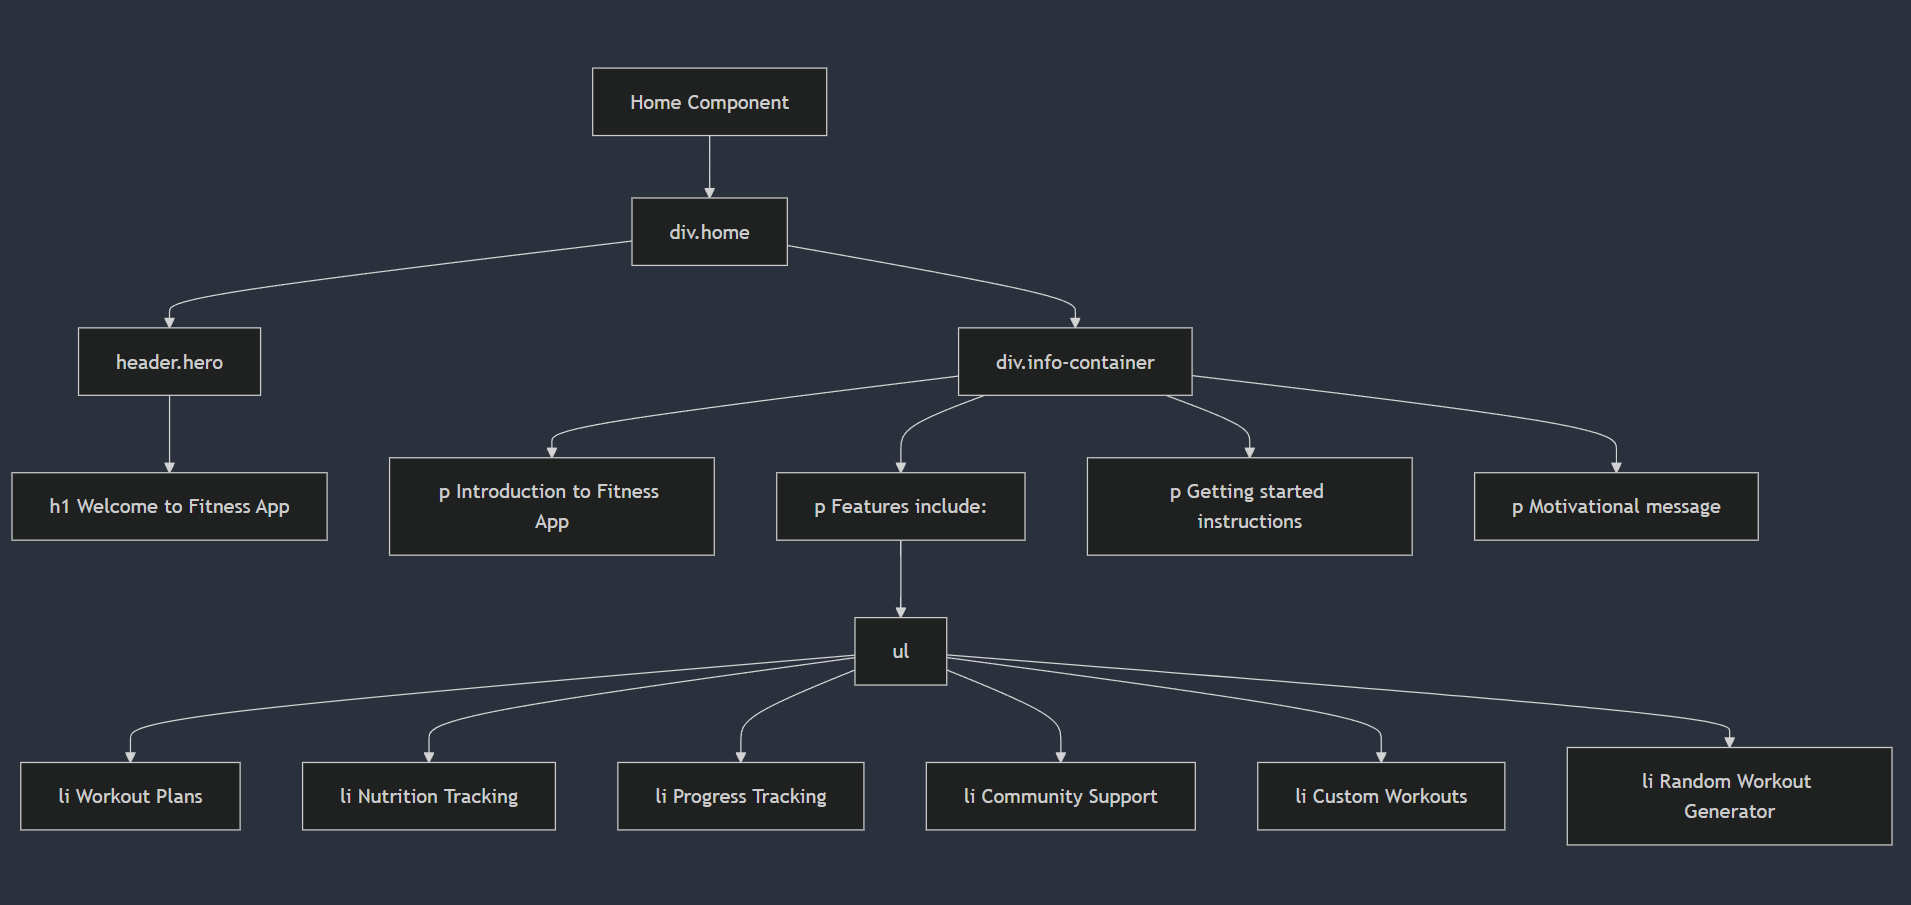 Home Component
div.home
header.hero
div.info-container
h1 Welcome to Fitness App
p Introduction to Fitness
App
p Features include:
p Getting started
instructions
p Motivational message
ul
li Workout Plans
li Nutrition Tracking
li Progress Tracking
li Community Support
li Custom Workouts
li Random Workout
Generator